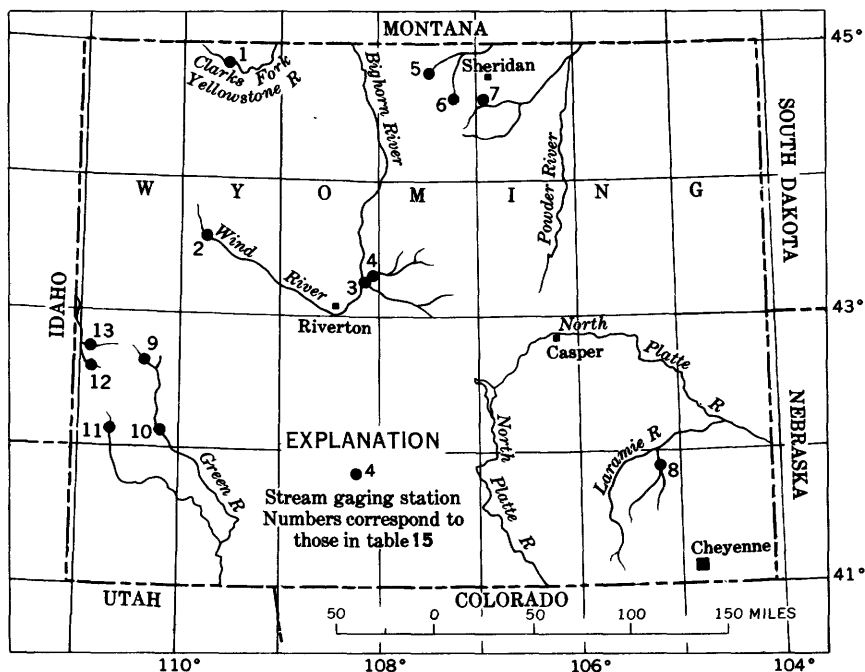 MONTANA
45°
1
Clarks Fork
Yellowstone R
Bighorn River
5
Sheridan
6
7
Powder River
SOUTH DAKOTA
WYOMING
2
Wind River
4
3
Riverton
IDAHO
43°
13
9
12
North Platte R
Casper
11
10
Green R
EXPLANATION
4
Stream gaging station
Numbers correspond to
those in table 15
North Platte R
Laramie R
8
NEBRASKA
Cheyenne
41°
UTAH
COLORADO
50 0 50 100 150 MILES
110° 108° 106° 104°